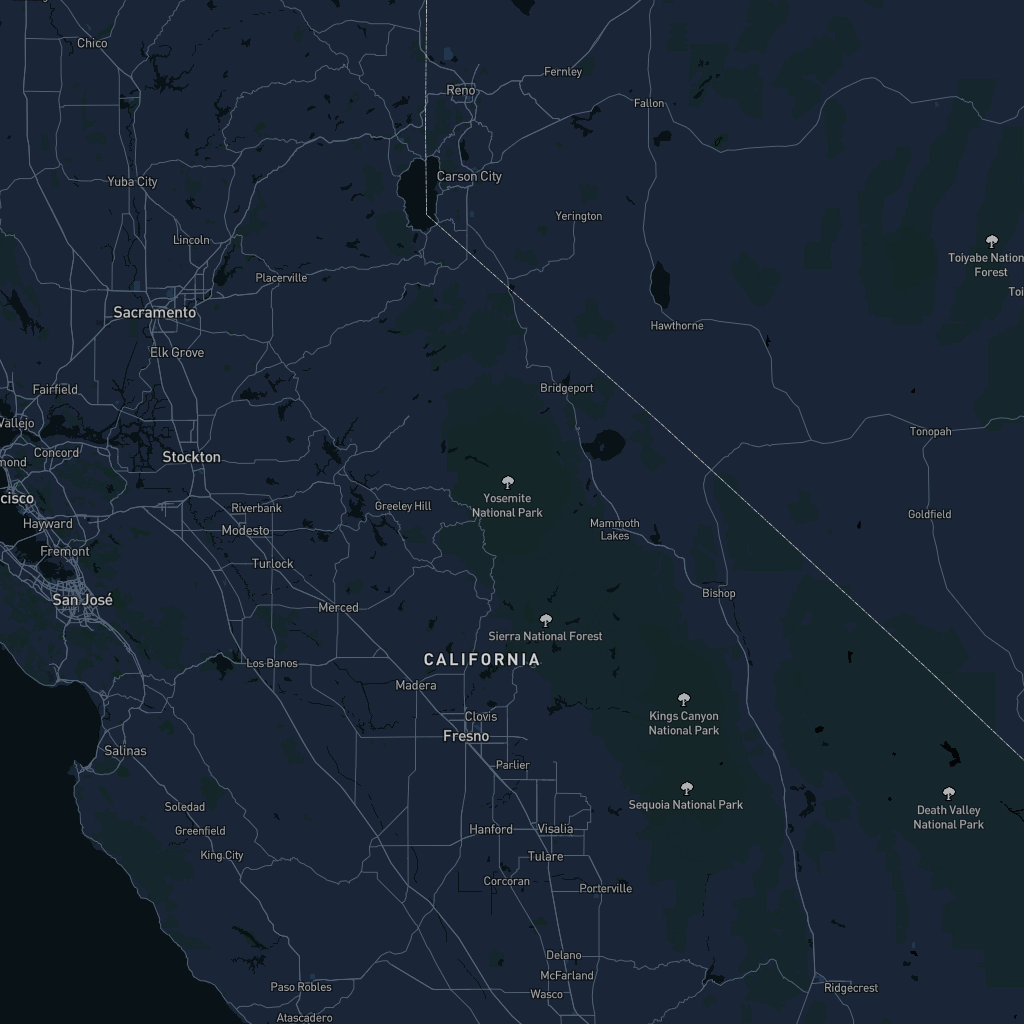 Chico
Fernley
Reno
Fallon
Carson City
Yuba City
Yerington
Lincoln
Toiyabe Nation
Forest
Placerville
Toi
Sacramento
Hawthorne
Elk Grove
Bridgeport
Fairfield
Vallejo
Tonopah
Concord
Stockton
mond
Yosemite
National Park
cisco
Riverbank
Greeley Hill
Goldfield
Hayward
Modesto
Mammoth
Lakes
Fremont
Turlock
San José
Bishop
Merced
Sierra National Forest
CALIFORNIA
Los Banos
Madera
Kings Canyon
National Park
Clovis
Fresno
Salinas
Parlier
Soledad
Sequoia National Park
Death Valley
National Park
Greenfield
Hanford
Visalia
King City
Tulare
Corcoran
Porterville
Delano
McFarland
Paso Robles
Ridgecrest
Wasco
Atascadero